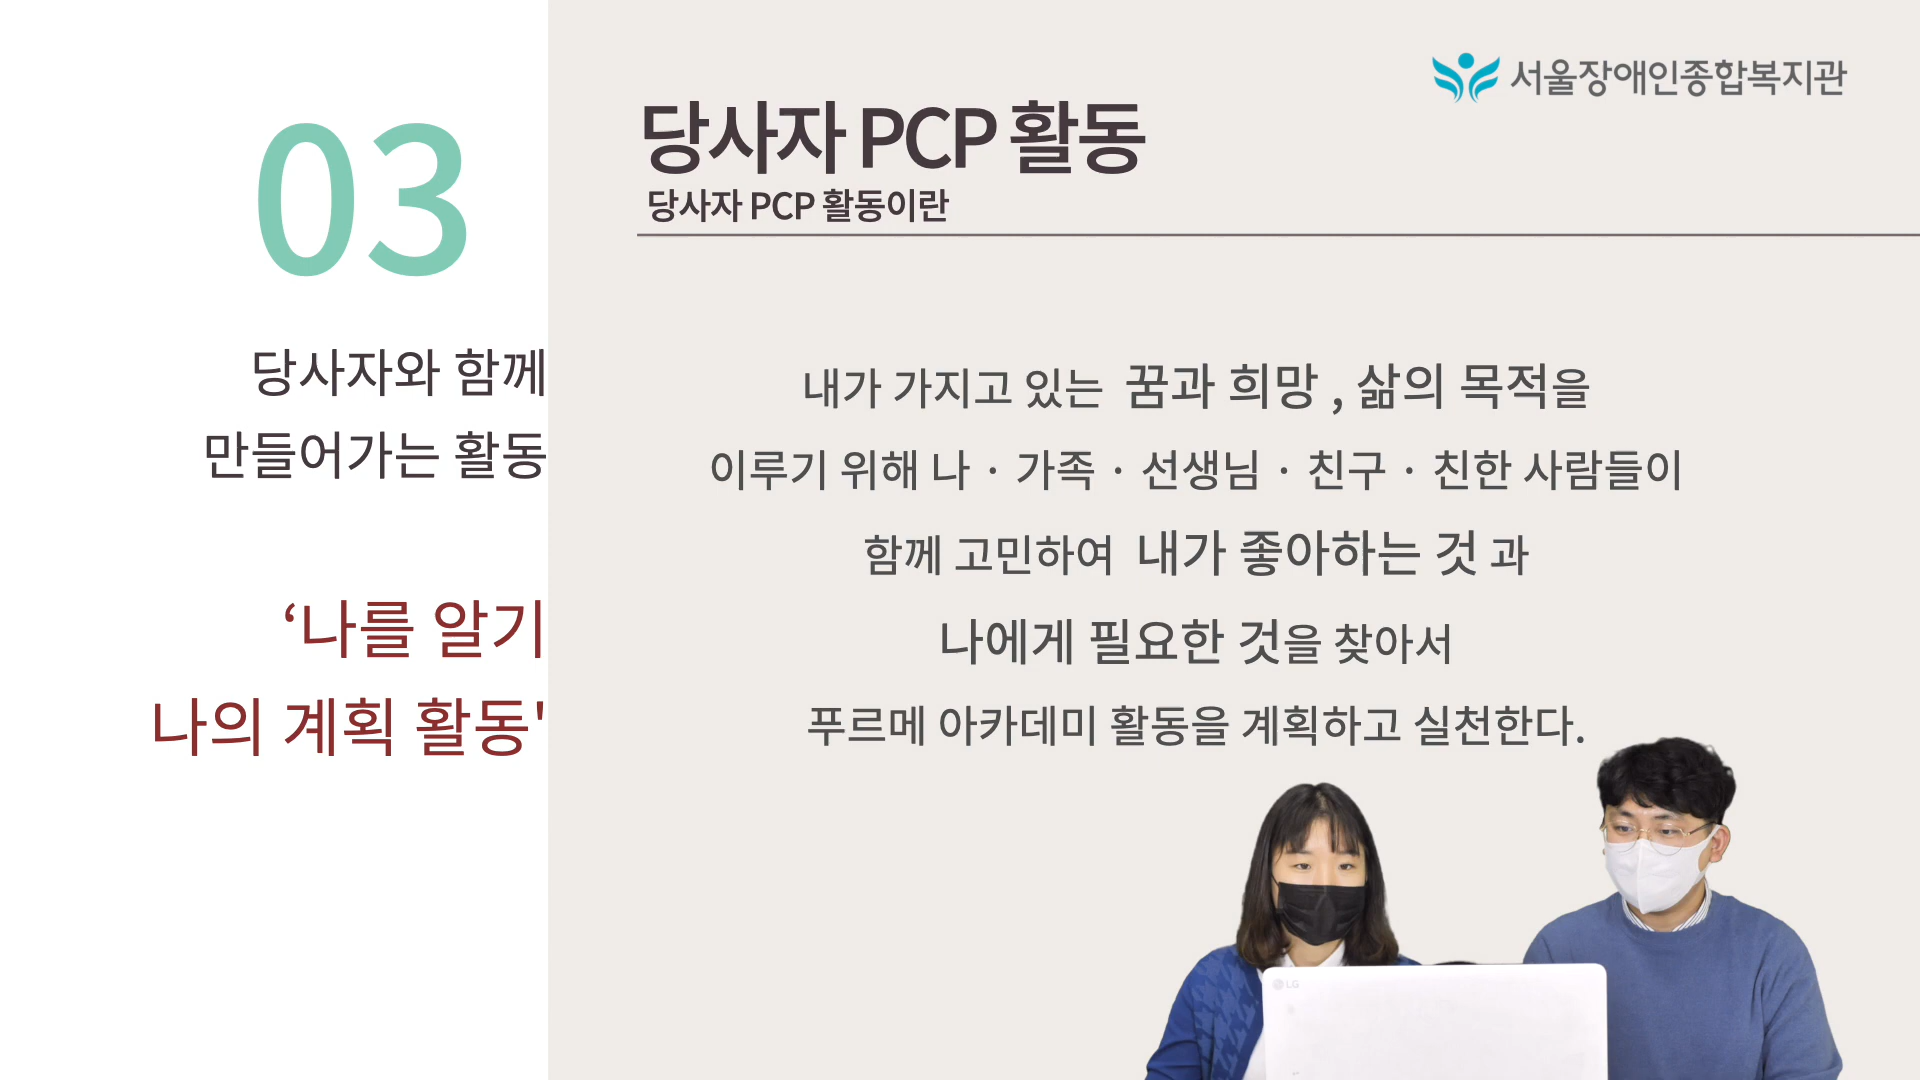 03
당사자와 함께
만들어가는 활동
‘나를 알기
나의 계획 활동'
서울장애인종합복지관
당사자 PCP 활동
당사자 PCP 활동이란
내가 가지고 있는 꿈과 희망 , 삶의 목적을
이루기 위해 나 · 가족 · 선생님 · 친구 · 친한 사람들이
함께 고민하여 내가 좋아하는 것 과
나에게 필요한 것을 찾아서
푸르메 아카데미 활동을 계획하고 실천한다.
LG